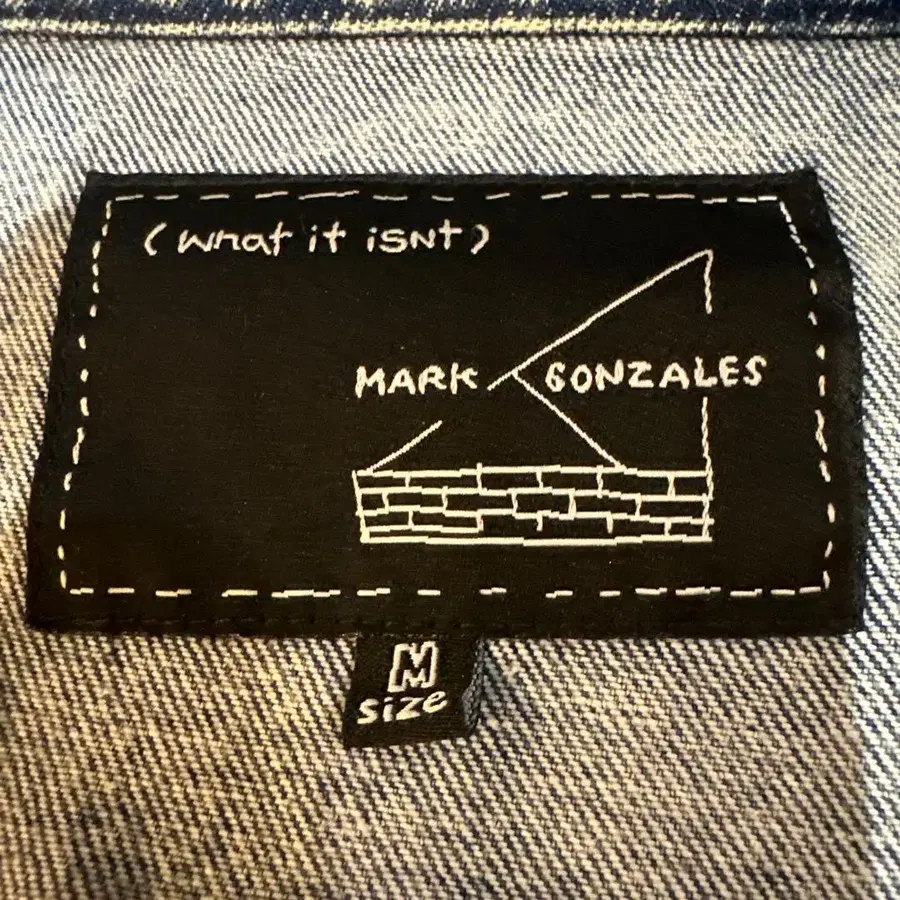 (What it isNt)
MARK GONZALES
M
size